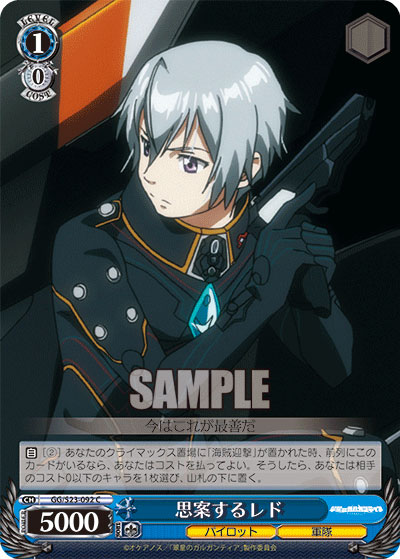 LEVEL
1
0
COST
SAMPLE
今はこれが最善だ
自 [②] あなたのクライマックス置場に「海賊迎撃」が置かれた時、前列にこの
カードがいるなら、あなたはコストを払ってよい。そうしたら、あなたは相手
のコスト0以下のキャラを1枚選び、山札の下に置く。
CH
GG/S23-092 C
5000
思案するレド
パイロット
軍隊
©オケアノス／「翠星のガルガンティア」製作委員会